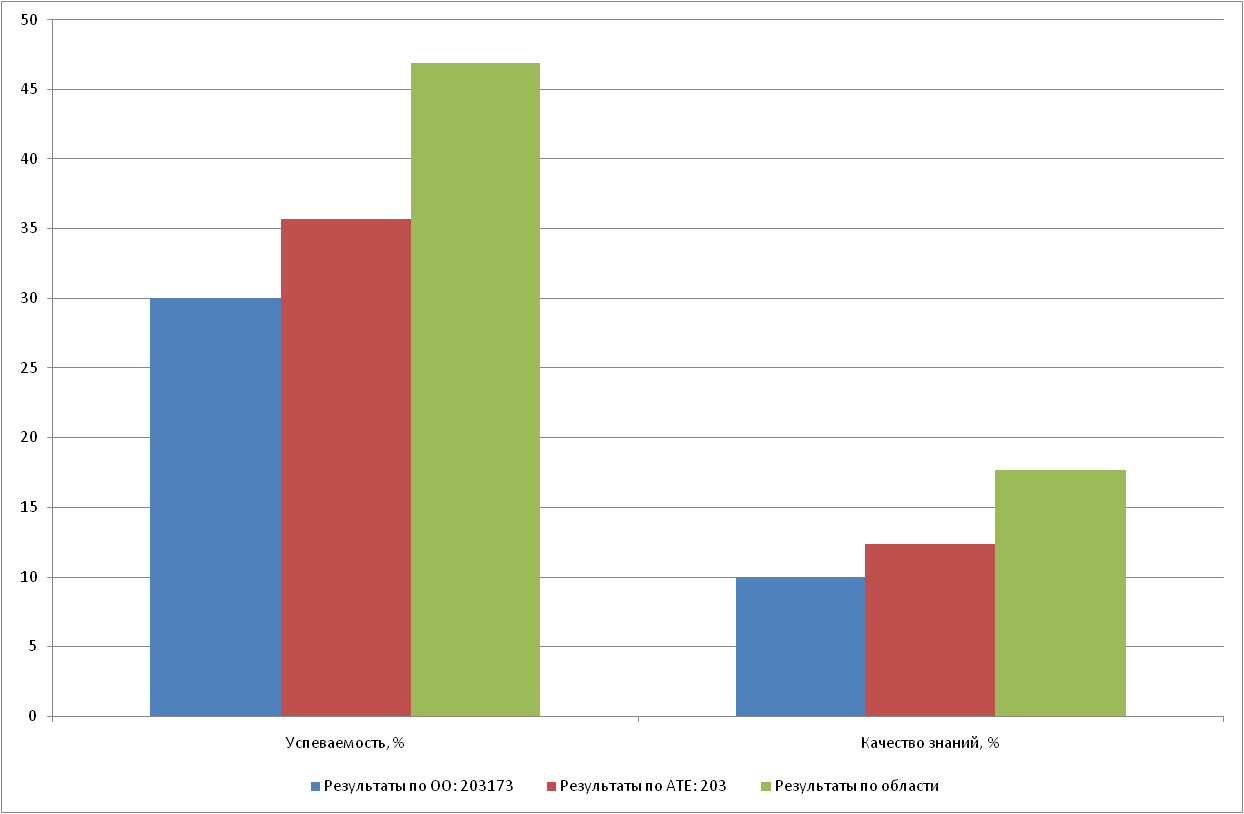 50
45
40
35
30
25
20
15
10
5
0
Успеваемость, %
Качество знаний, %
Результаты по ОО: 203173
Результаты по АТЕ: 203
Результаты по области